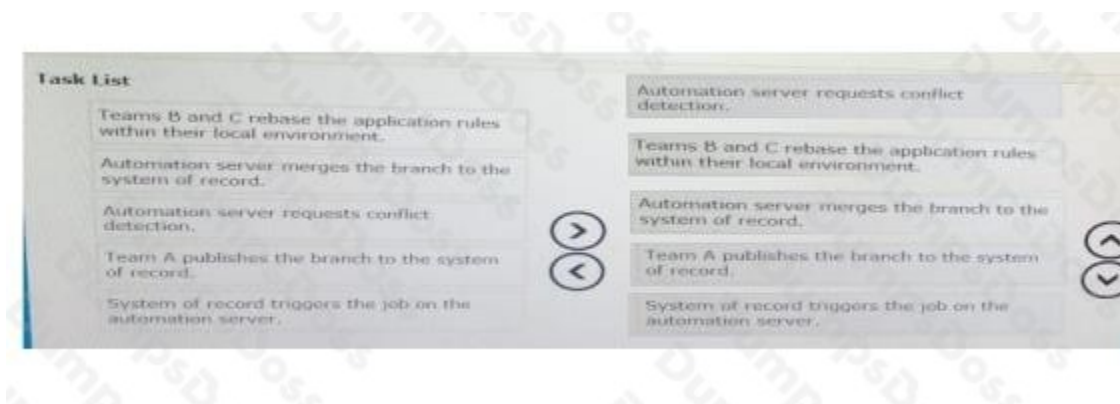 Task List
Teams B and C rebase the application rules
within their local environment.
Automation server merges the branch to the
system of record.
Automation server requests conflict
detection.
Team A publishes the branch to the system
of record.
System of record triggers the job on the
automation server.
Automation server requests conflict
detection.
Teams B and C rebase the application rules
within their local environment.
Automation server merges the branch to the
system of record.
Team A publishes the branch to the system
of record.
System of record triggers the job on the
automation server.